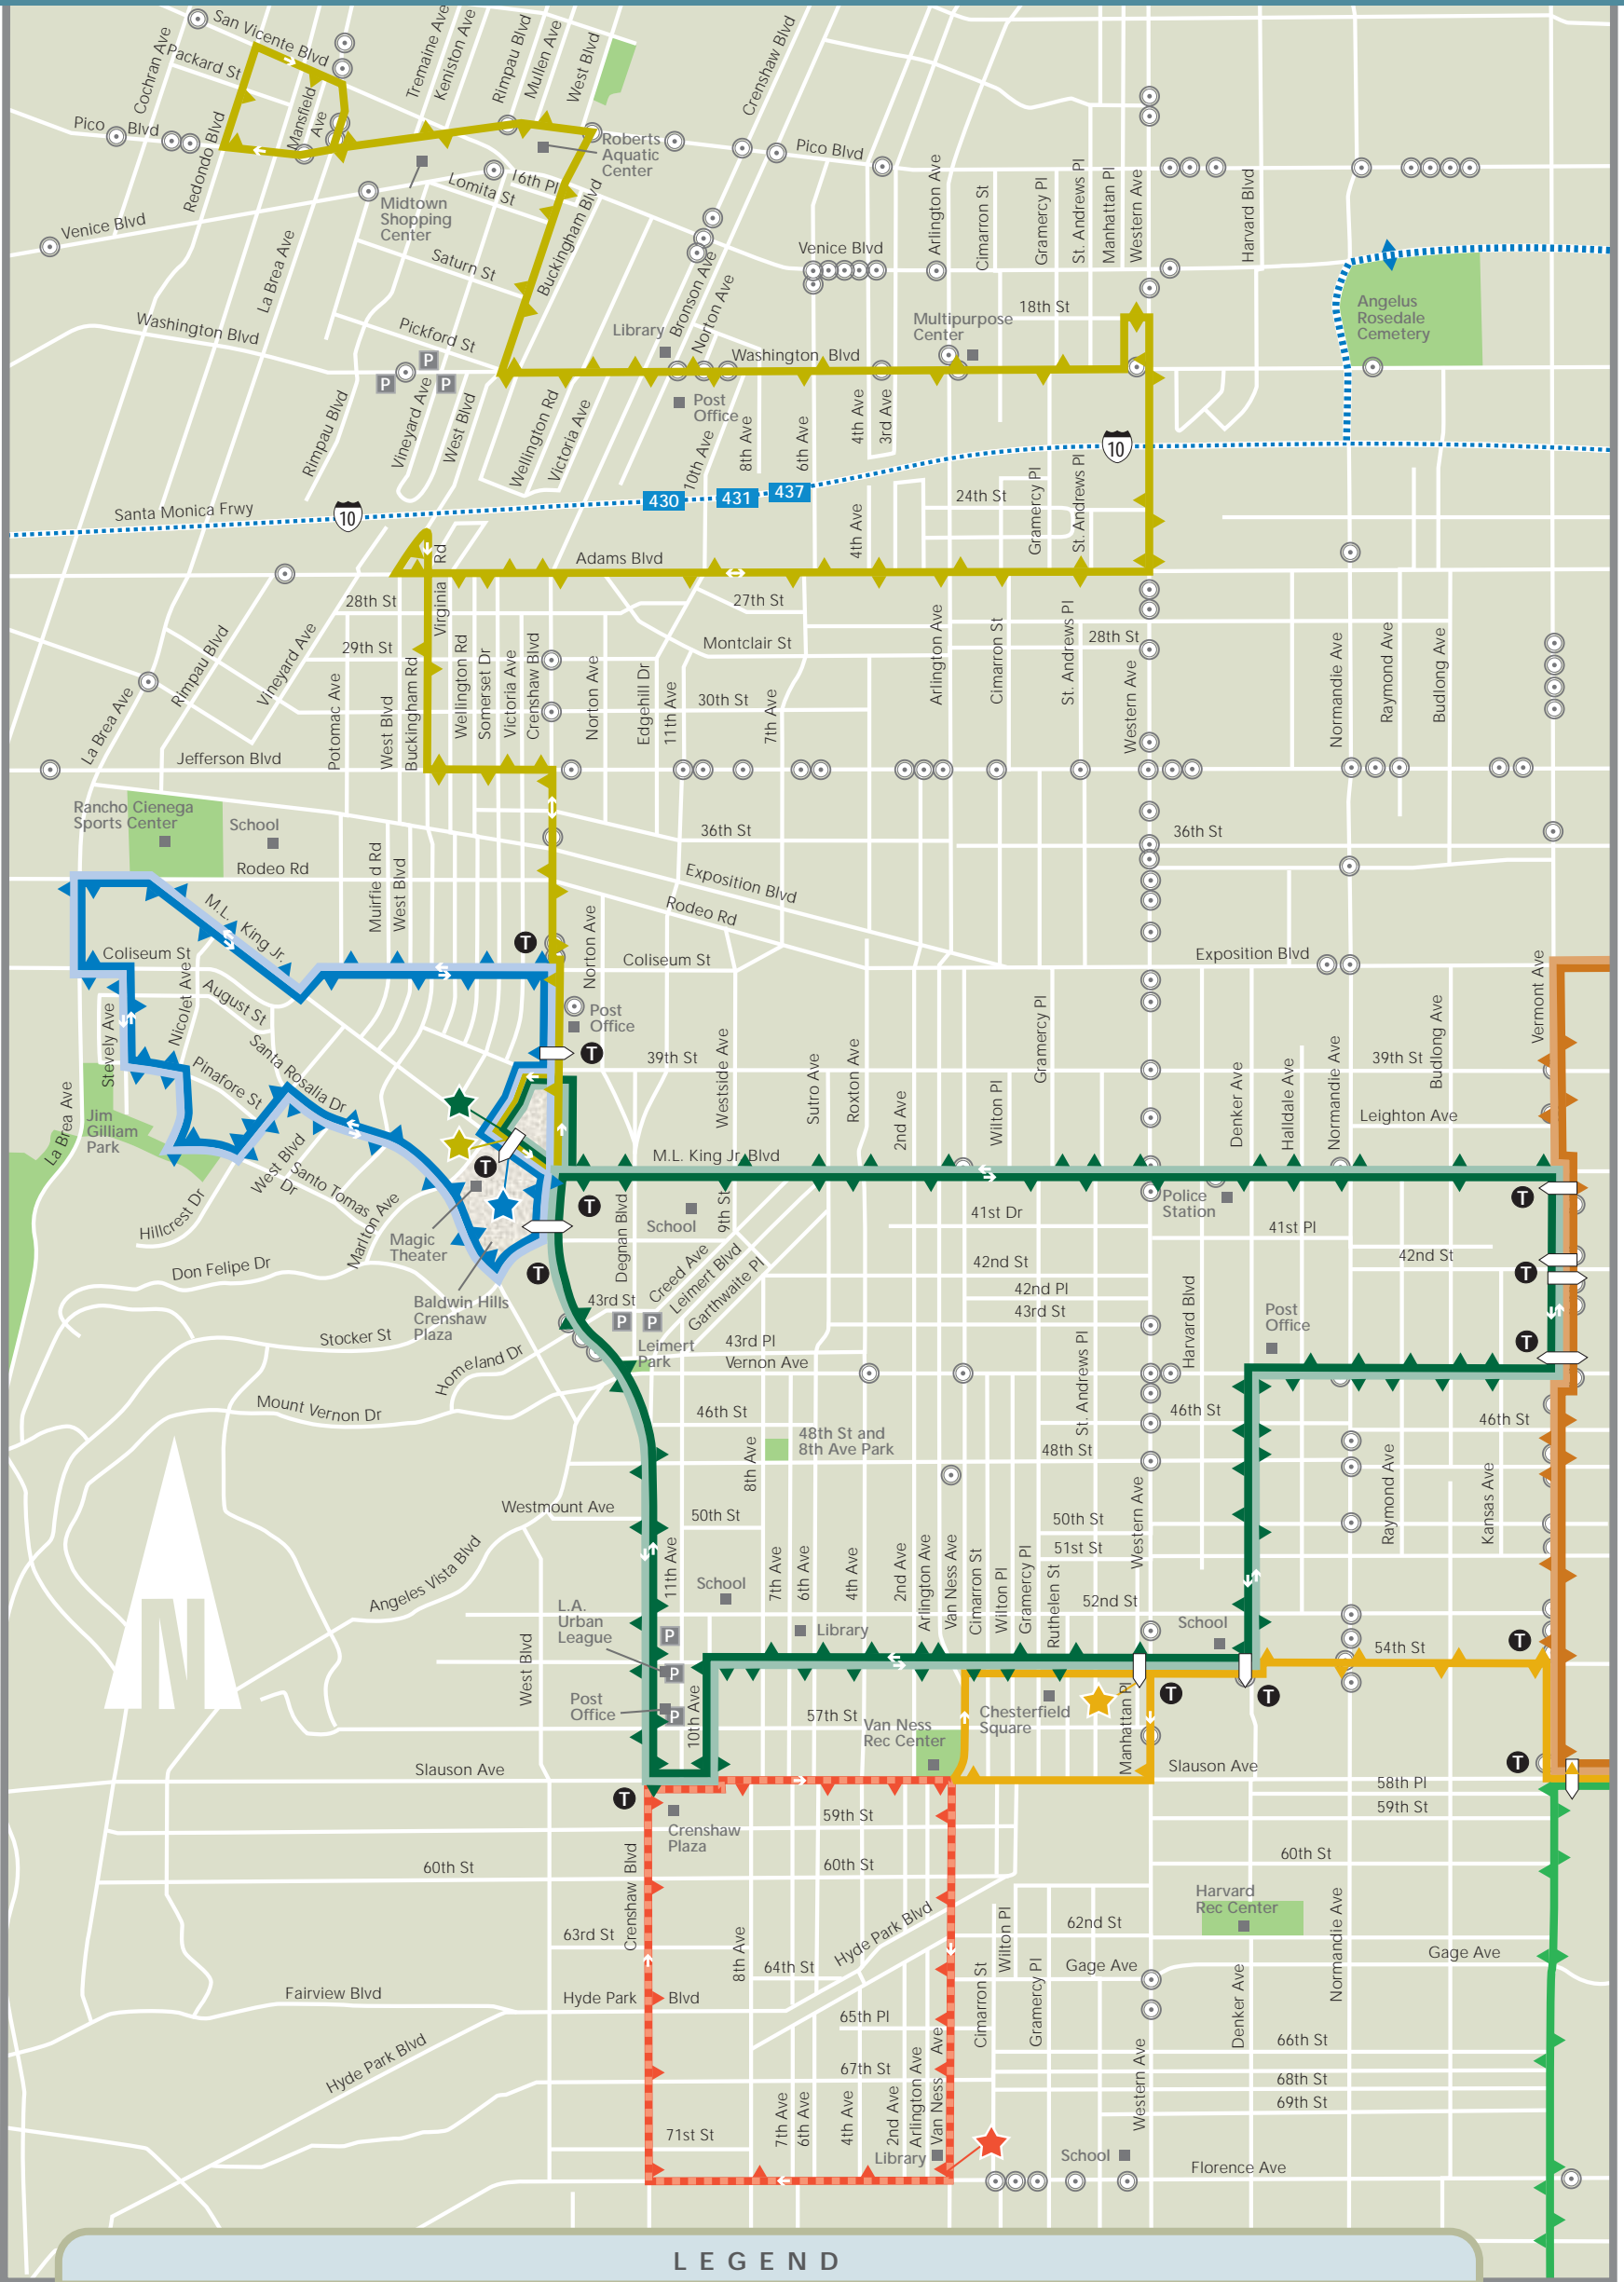 San Vicente Blvd
Packard St
Cochran Ave
Tremaine Ave
Keniston Ave
Rimpau Blvd
Mullen Ave
West Blvd
Crenshaw Blvd
Pico Blvd
Redondo Blvd
Mansfield
Ave
Roberts
Aquatic
Center
Pico Blvd
16th Pl
Lomita St
Midtown
Shopping
Center
Venice Blvd
La Brea Ave
Saturn St
Buckingham Blvd
Bronson Ave
Norton Ave
Venice Blvd
Arlington Ave
Cimarron St
Gramercy Pl
St. Andrews Pl
Manhattan Pl
Western Ave
Harvard Blvd
Angelus
Rosedale
Cemetery
18th St
Multipurpose
Center
Washington Blvd
Pickford St
Library
Washington Blvd
P
P
P
Post
Office
Rimpau Blvd
Vineyard Ave
West Blvd
Wellington Rd
Victoria Ave
10th Ave
8th Ave
6th Ave
4th Ave
3rd Ave
10
430
431
437
Santa Monica Frwy
10
24th St
Gramercy Pl
St. Andrews Pl
4th Ave
Adams Blvd
Virginia Rd
28th St
27th St
29th St
Montclair St
28th St
Rimpau Blvd
Vineyard Ave
La Brea Ave
Potomac Ave
West Blvd
Buckingham Rd
Wellington Rd
Somerset Dr
Victoria Ave
Crenshaw Blvd
Norton Ave
Edgehill Dr
11th Ave
30th St
7th Ave
Arlington Ave
Cimarron St
St. Andrews Pl
Western Ave
Normandie Ave
Raymond Ave
Budlong Ave
Jefferson Blvd
Rancho Cienega
Sports Center
School
Rodeo Rd
36th St
36th St
Muirfie d Rd
West Blvd
Exposition Blvd
Rodeo Rd
M.L. King Jr.
T
Coliseum St
Norton Ave
Coliseum St
Exposition Blvd
Vermont Ave
Nicolet Ave
August St
Stevely Ave
Post
Office
T
39th St
Westside Ave
Sutro Ave
Roxton Ave
2nd Ave
Wilton Pl
Gramercy Pl
39th St
Denker Ave
Halldale Ave
Normandie Ave
Budlong Ave
Santa Rosalia Dr
Pinafore St
Jim
Gilliam
Park
La Brea Ave
Leighton Ave
West Blvd
Santo Tomas
Dr
T
M.L. King Jr. Blvd
Hillcrest Dr
Marlton Ave
Magic
Theater
T
Degnan Blvd
School
9th St
Police
Station
T
41st Dr
41st Pl
Don Felipe Dr
T
Creed Ave
Leimert Blvd
Garthwaite Pl
42nd St
42nd St
T
Baldwin Hills
Crenshaw
Plaza
43rd St
42nd Pl
43rd St
P
P
Leimert
Park
Harvard Blvd
Post
Office
T
Stocker St
Homeland Dr
43rd Pl
Vernon Ave
St. Andrews Pl
Mount Vernon Dr
46th St
46th St
46th St
48th St and
8th Ave Park
48th St
8th Ave
Western Ave
Raymond Ave
Kansas Ave
Westmount Ave
50th St
50th St
51st St
Angeles Vista Blvd
11th Ave
School
7th Ave
6th Ave
4th Ave
2nd Ave
Arlington Ave
Van Ness Ave
Cimarron St
Wilton Pl
Gramercy Pl
Ruthelen St
52nd St
L.A.
Urban
League
P
Library
School
54th St
T
N
West Blvd
P
Post
Office
P
10th Ave
57th St
Van Ness
Rec Center
Chesterfield
Square
Manhattan Pl
T
T
Slauson Ave
Slauson Ave
T
58th Pl
T
Crenshaw
Plaza
59th St
59th St
60th St
Crenshaw Blvd
60th St
60th St
Harvard
Rec Center
63rd St
8th Ave
64th St
Hyde Park Blvd
Wilton Pl
62nd St
Gage Ave
Gage Ave
Normandie Ave
Fairview Blvd
Hyde Park Blvd
Cimarron St
Gramercy Pl
Denker Ave
65th Pl
66th St
Hyde Park Blvd
67th St
68th St
69th St
7th Ave
6th Ave
4th Ave
2nd Ave
Arlington Ave
Van Ness Ave
Western Ave
71st St
Library
School
Florence Ave
LEGEND